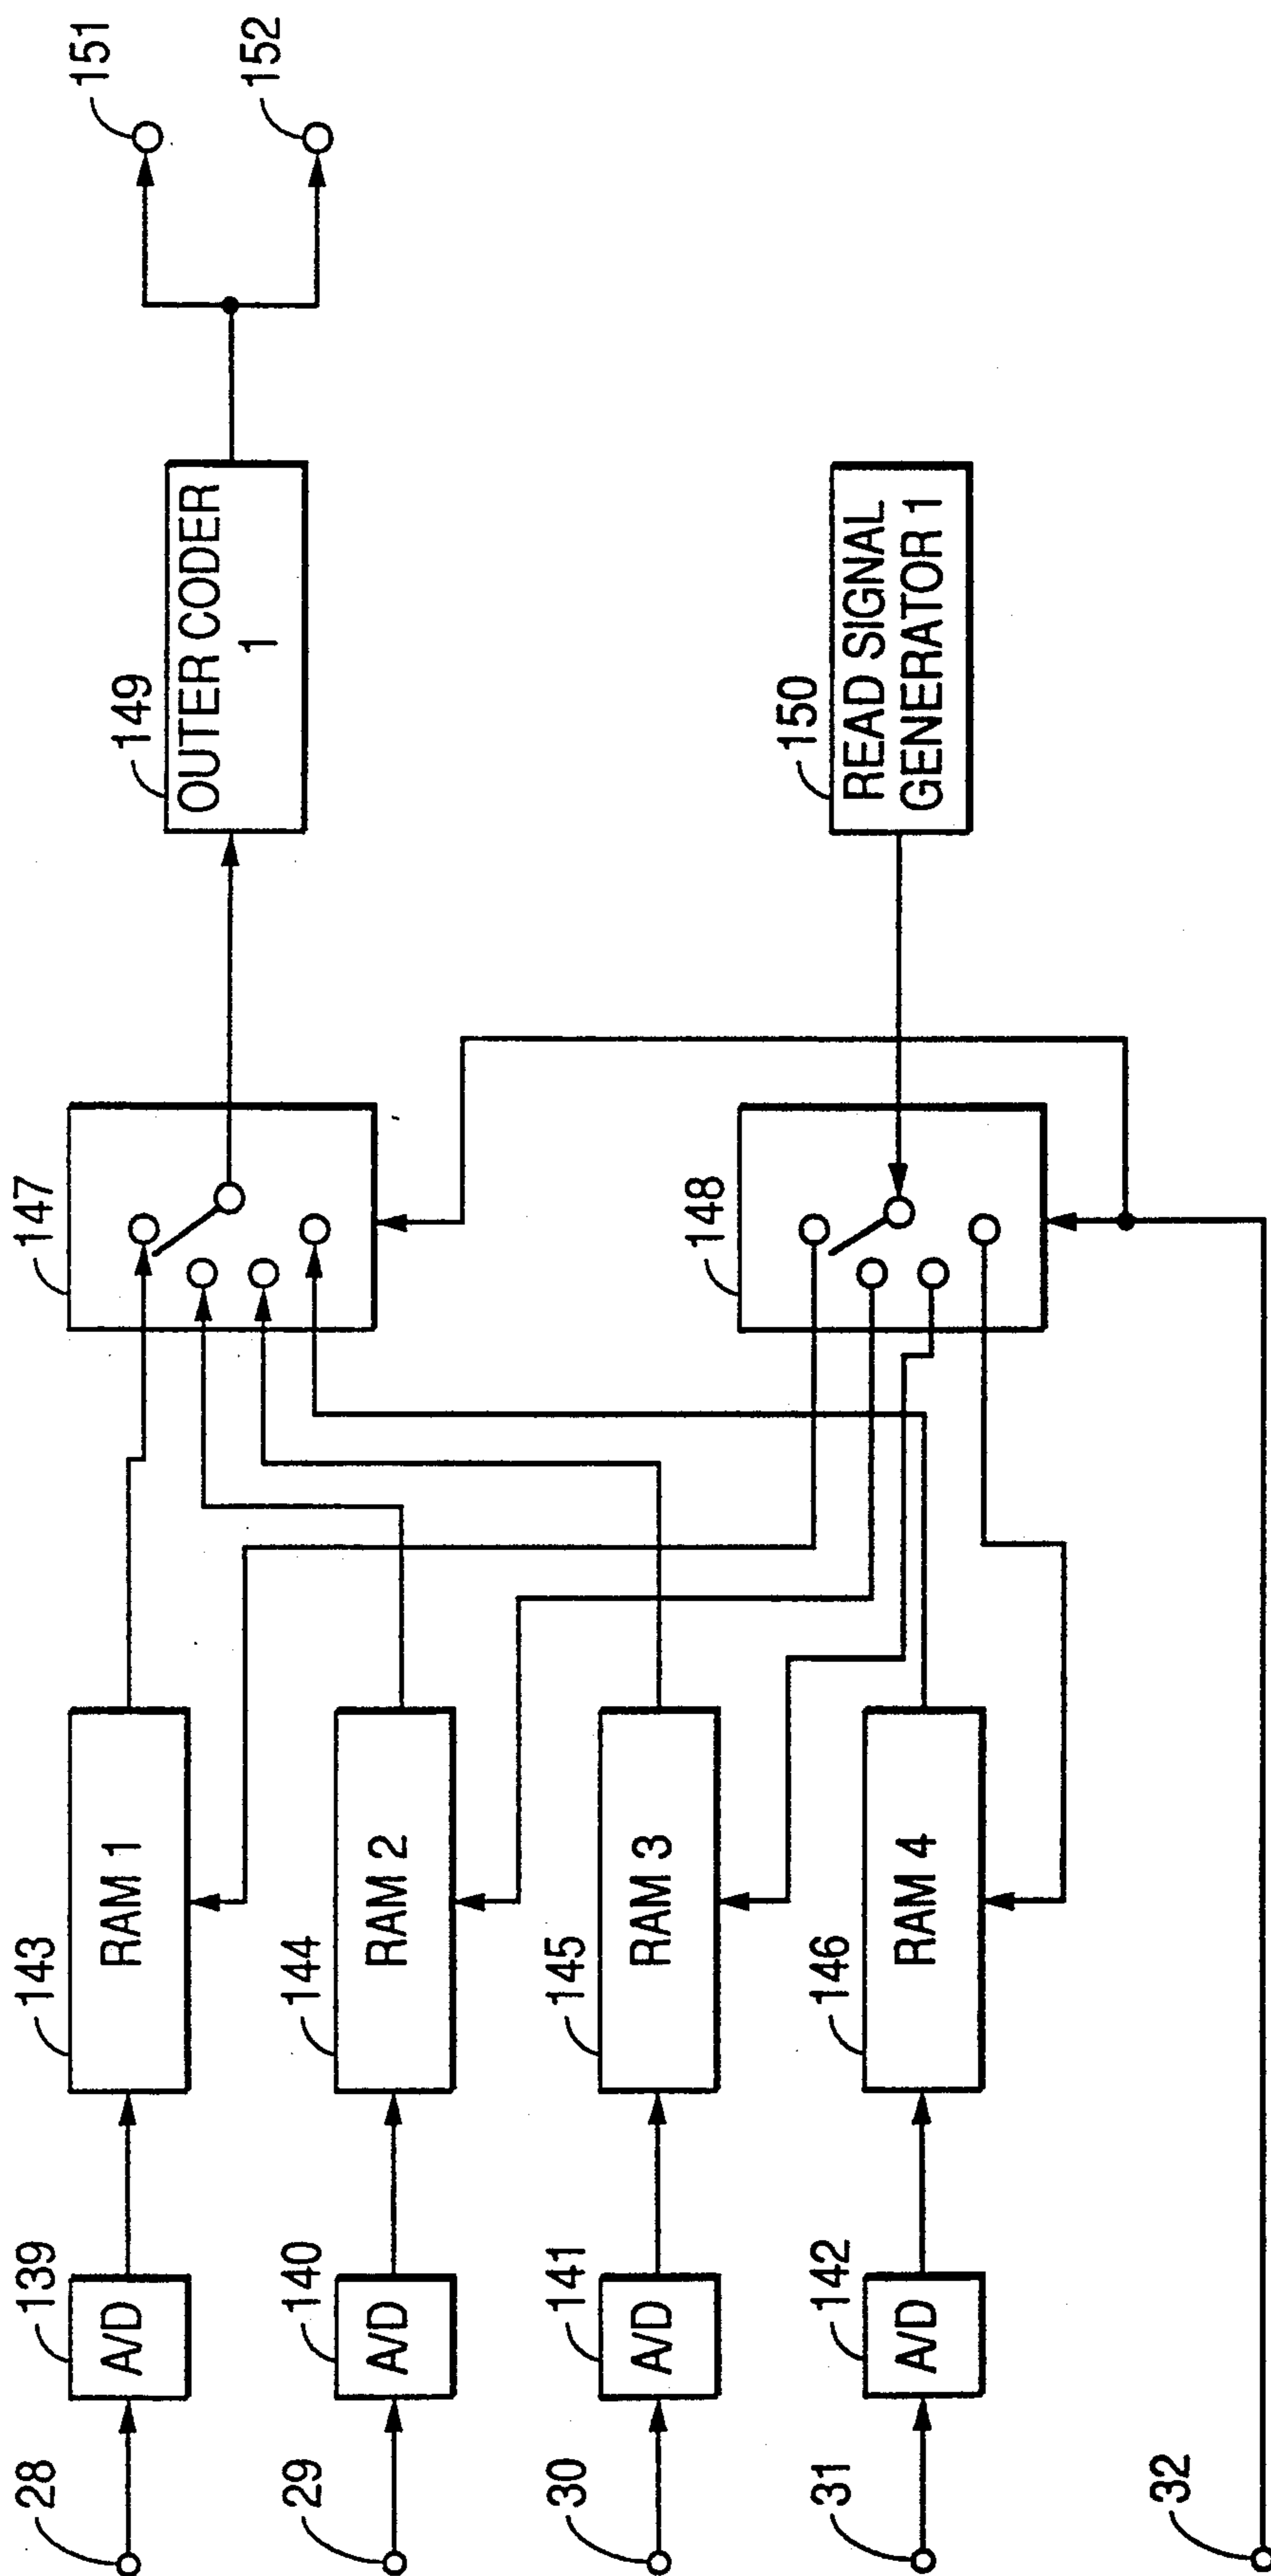 28
139
A/D
143
RAM 1
147
149
OUTER CODER
1
151
152
29
140
A/D
144
RAM 2
30
141
A/D
145
RAM 3
148
150
READ SIGNAL
GENERATOR 1
31
142
A/D
146
RAM 4
32